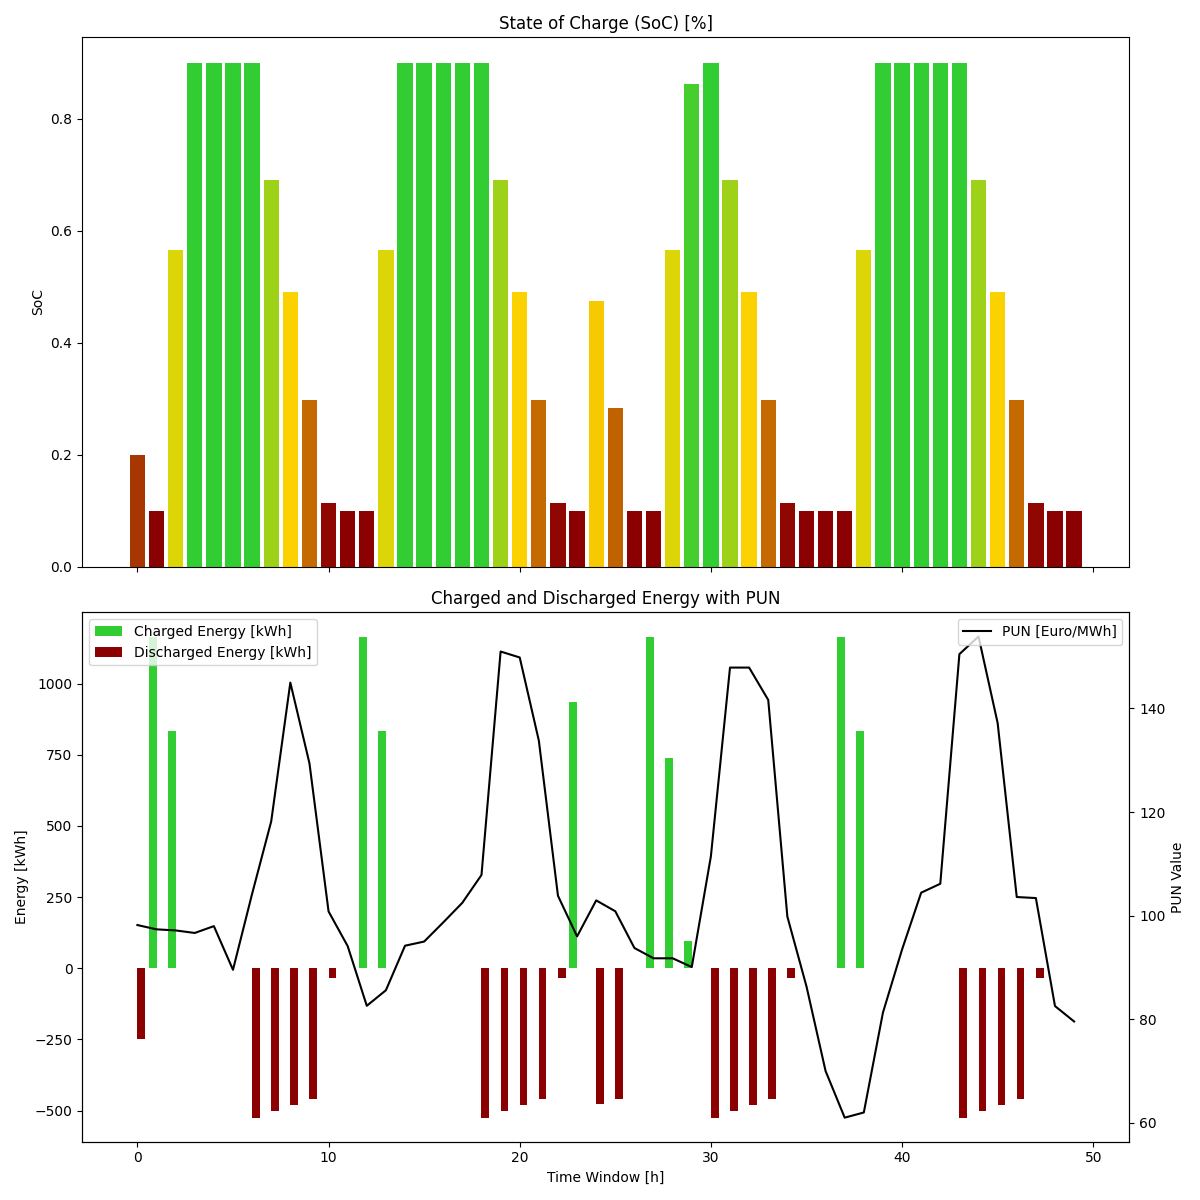 State of Charge (SoC) [%]
0.8
0.6
0.4
0.2
0.0
SoC
Charged and Discharged Energy with PUN
Charged Energy [kWh]
Discharged Energy [kWh]
PUN [Euro/MWh]
1000
750
500
250
0
−250
−500
Energy [kWh]
140
120
100
80
60
PUN Value
0
10
20
30
40
50
Time Window [h]